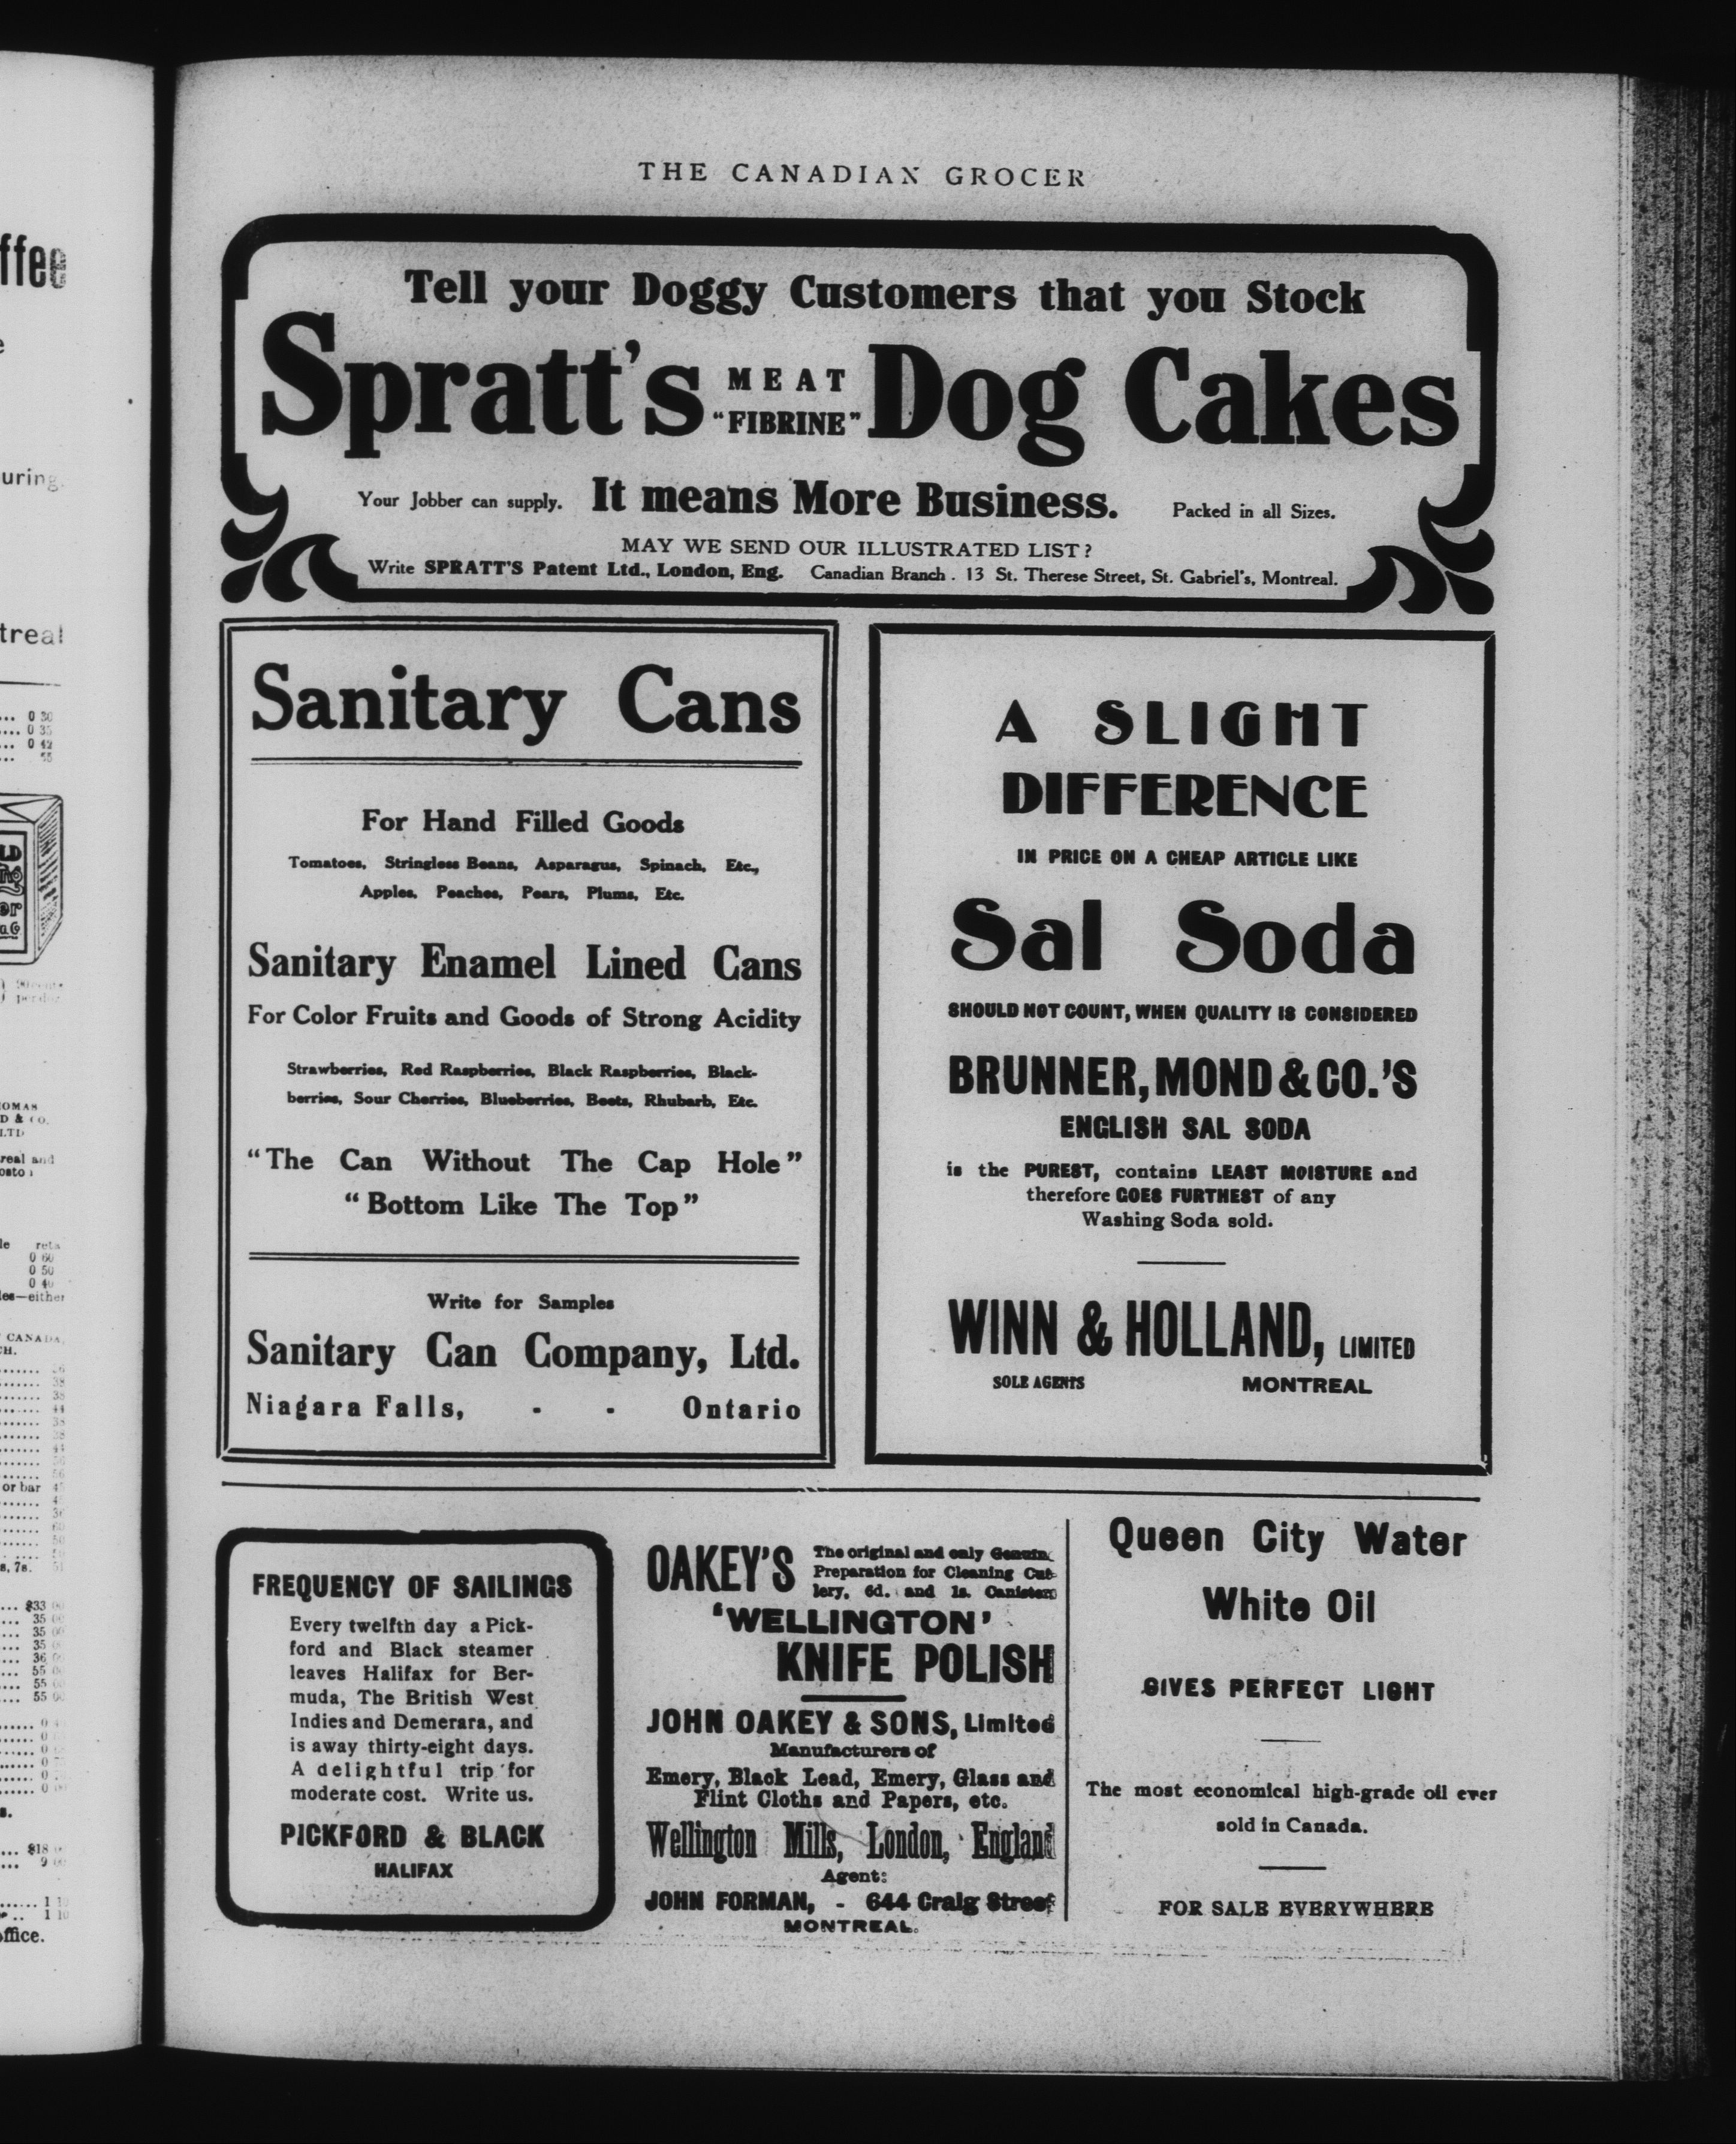 THE CANADIAN GROCER
Tell your Doggy Customers that you Stock
Spratt's MEAT "FIBRINE" Dog Cakes
Your Jobber can supply. It means More Business. Packed in all Sizes.
MAY WE SEND OUR ILLUSTRATED LIST?
Write SPRATT'S Patent Ltd., London, Eng. Canadian Branch . 13 St. Therese Street, St. Gabriel's, Montreal.
Sanitary Cans
For Hand Filled Goods
Tomatoes, Stringless Beans, Asparagus, Spinach, Etc.,
Apples, Peaches, Pears, Plums, Etc.
Sanitary Enamel Lined Cans
For Color Fruits and Goods of Strong Acidity
Strawberries, Red Raspberries, Black Raspberries, Black-
berries, Sour Cherries, Blueberries, Beets, Rhubarb, Etc.
"The Can Without The Cap Hole"
"Bottom Like The Top"
Write for Samples
Sanitary Can Company, Ltd.
Niagara Falls, - - Ontario
A SLIGHT
DIFFERENCE
IN PRICE ON A CHEAP ARTICLE LIKE
Sal Soda
SHOULD NOT COUNT, WHEN QUALITY IS CONSIDERED
BRUNNER, MOND & CO.'S
ENGLISH SAL SODA
is the PUREST, contains LEAST MOISTURE and
therefore GOES FURTHEST of any
Washing Soda sold.
WINN & HOLLAND, LIMITED
SOLE AGENTS MONTREAL
FREQUENCY OF SAILINGS
Every twelfth day a Pick-
ford and Black steamer
leaves Halifax for Ber-
muda, The British West
Indies and Demerara, and
is away thirty-eight days.
A delightful trip for
moderate cost. Write us.
PICKFORD & BLACK
HALIFAX
OAKEY'S The original and only Genuine
Preparation for Cleaning Cut-
lery, 6d. and 1s. Canisters
'WELLINGTON'
KNIFE POLISH
JOHN OAKEY & SONS, Limited
Manufacturers of
Emery, Black Lead, Emery, Glass and
Flint Cloths and Papers, etc.
Wellington Mills, London, England
Agent:
JOHN FORMAN, - 644 Craig Street
MONTREAL.
Queen City Water
White Oil
GIVES PERFECT LIGHT
The most economical high-grade oil ever
sold in Canada.
FOR SALE EVERYWHERE